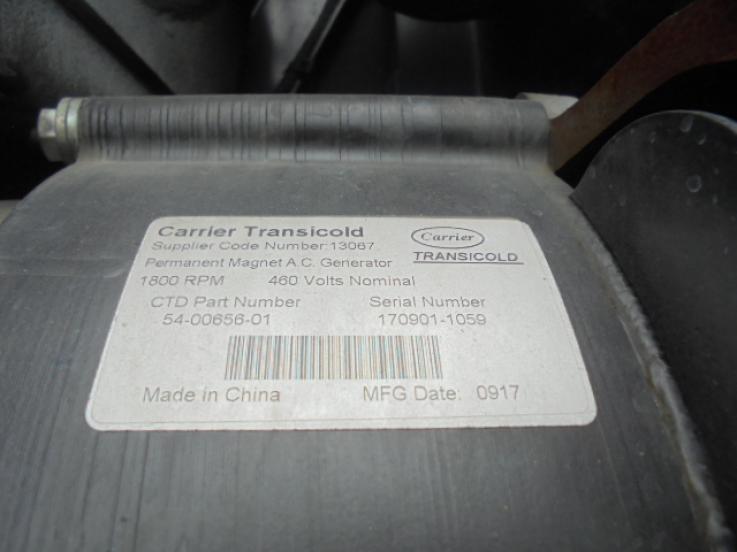 Carrier Transicold
Supplier Code Number:13067
Carrier
TRANSICOLD
Permanent Magnet A.C. Generator
1800 RPM 460 Volts Nominal
CTD Part Number Serial Number
54-00656-01 170901-1059
Made in China MFG Date: 0917